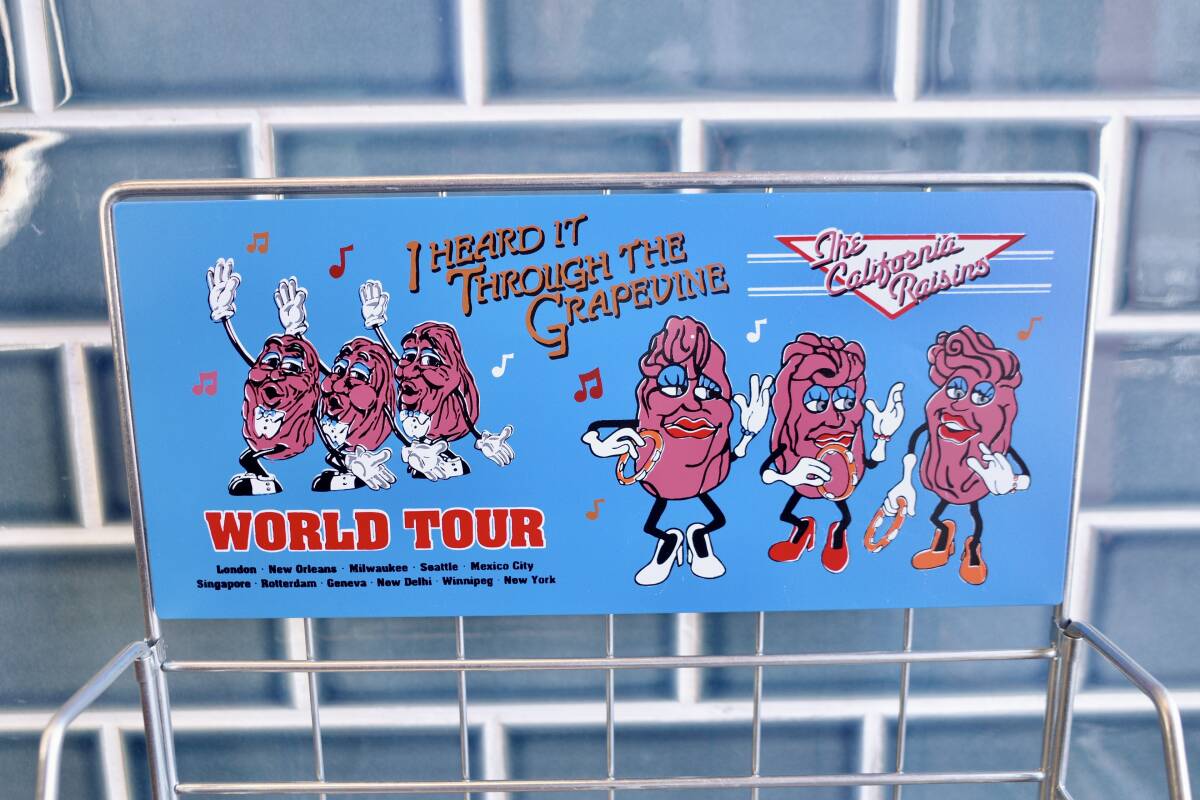 I HEARD IT
THROUGH THE
GRAPEVINE
The
California
Raisins
WORLD TOUR
London · New Orleans · Milwaukee · Seattle · Mexico City
Singapore · Rotterdam · Geneva · New Delhi · Winnipeg · New York